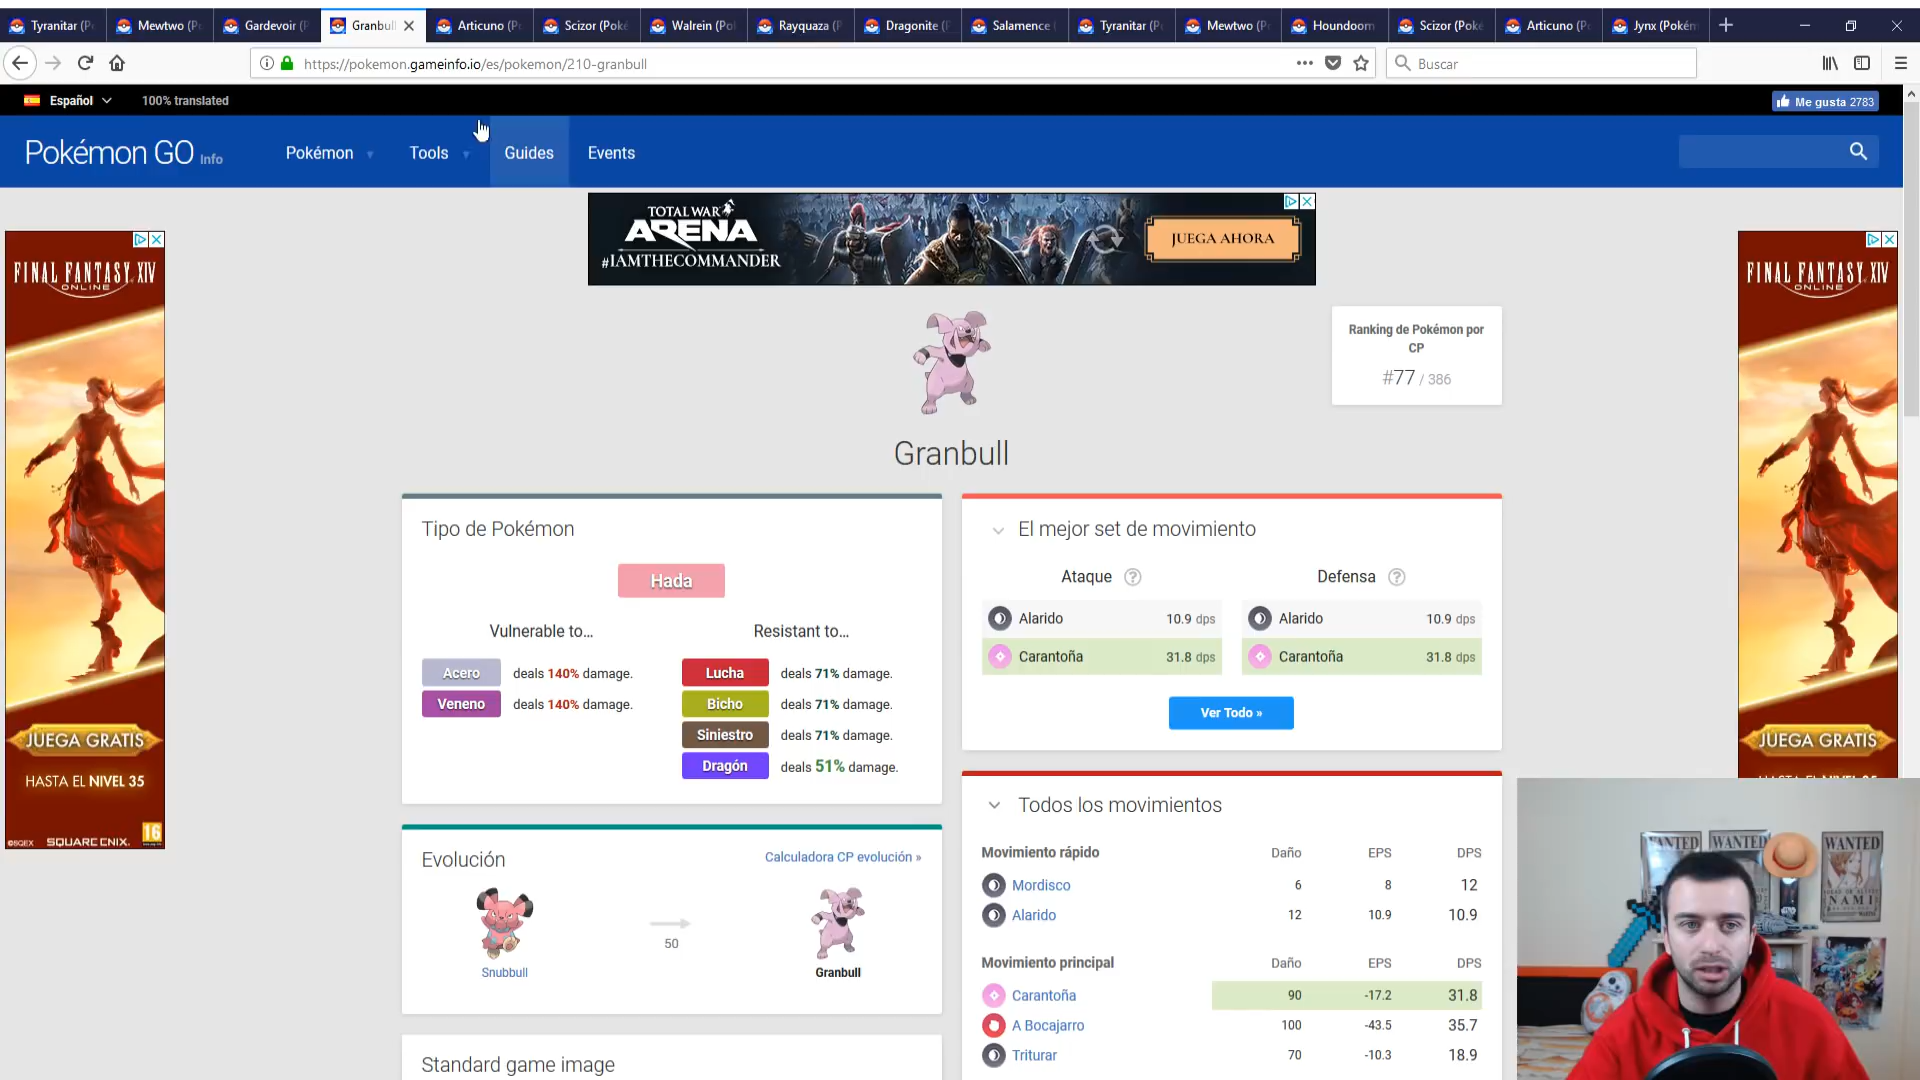 Tyranitar (P
Mewtwo (P
Gardevoir (
Granbull
Articuno (P
Scizor (Poké
Walrein (Po
Rayquaza (P
Dragonite (
Salamence (
Tyranitar (P
Mewtwo (P
Houndoom
Scizor (Poké
Articuno (P
Jynx (Pokém
https://pokemon.gameinfo.io/es/pokemon/210-granbull
Buscar
Español
100% translated
Me gusta 2783
Pokémon GO Info
Pokémon
Tools
Guides
Events
TOTAL WAR
ARENA
#IAMTHECOMMANDER
JUEGA AHORA
FINAL FANTASY XIV
ONLINE
JUEGA GRATIS
HASTA EL NIVEL 35
©SQEX SQUARE ENIX.
16
FINAL FANTASY XIV
ONLINE
JUEGA GRATIS
HASTA EL NIVEL 35
Ranking de Pokémon por
CP
#77 / 386
Granbull
Tipo de Pokémon
Hada
Vulnerable to...
Resistant to...
Acero deals 140% damage.
Veneno deals 140% damage.
Lucha deals 71% damage.
Bicho deals 71% damage.
Siniestro deals 71% damage.
Dragón deals 51% damage.
El mejor set de movimiento
Ataque ?
Defensa ?
Alarido 10.9 dps
Alarido 10.9 dps
Carantoña 31.8 dps
Carantoña 31.8 dps
Ver Todo »
Evolución
Calculadora CP evolución »
50
Snubbull
Granbull
Standard game image
Todos los movimientos
Movimiento rápido Daño EPS DPS
Mordisco 6 8 12
Alarido 12 10.9 10.9
Movimiento principal Daño EPS DPS
Carantoña 90 -17.2 31.8
A Bocajarro 100 -43.5 35.7
Triturar 70 -10.3 18.9
WANTED
WANTED
WANTED
NAMI